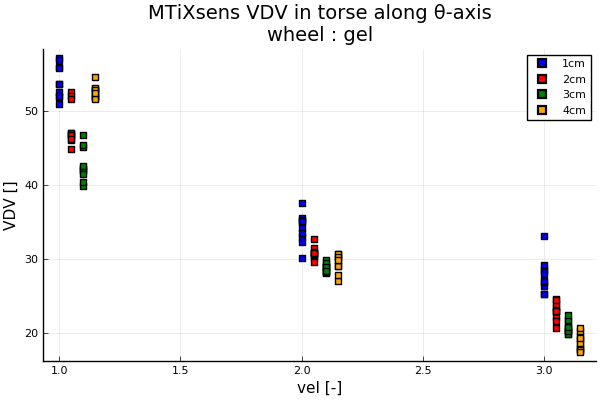 MTiXsens VDV in torse along θ-axis
wheel : gel
1cm
2cm
3cm
4cm
VDV []
50
40
30
20
1.0
1.5
2.0
2.5
3.0
vel [-]